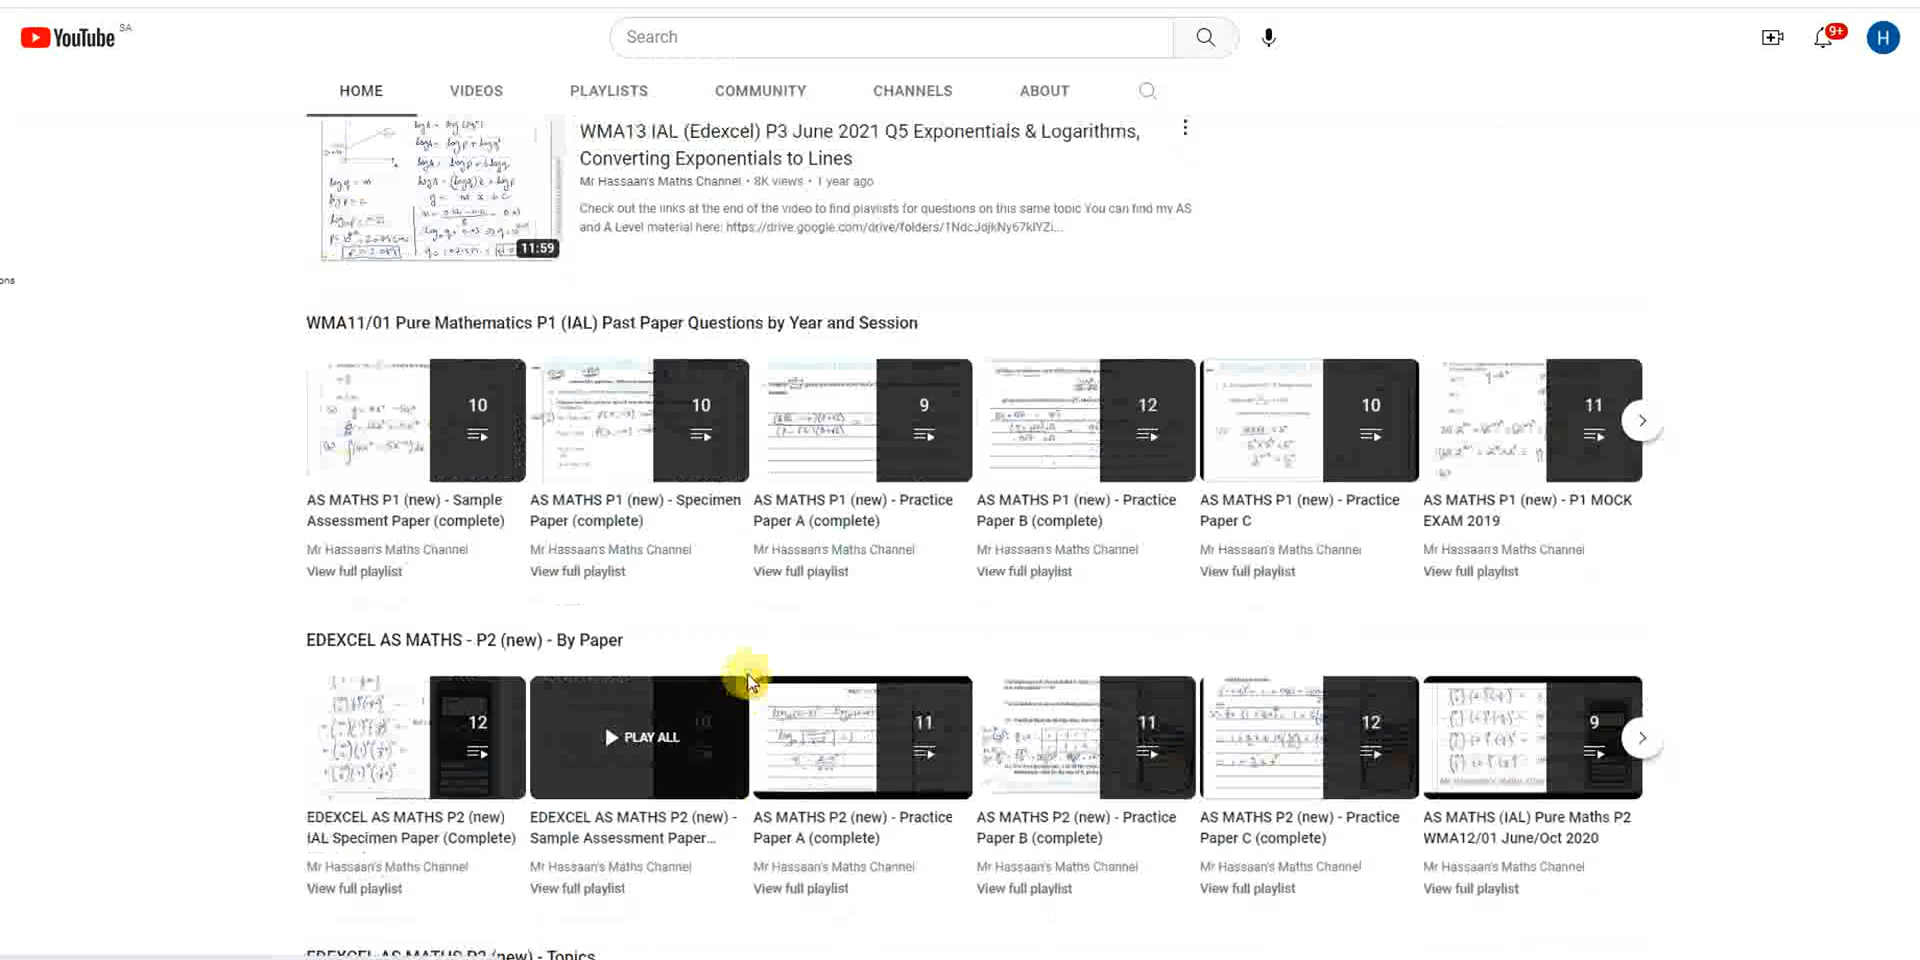 YouTube SA
Search
9+
H
HOME VIDEOS PLAYLISTS COMMUNITY CHANNELS ABOUT
WMA13 IAL (Edexcel) P3 June 2021 Q5 Exponentials & Logarithms,
Converting Exponentials to Lines
Mr Hassaan's Maths Channel • 8K views • 1 year ago
Check out the links at the end of the video to find playlists for questions on this same topic You can find my AS
and A Level material here:
11:59
ons
WMA11/01 Pure Mathematics P1 (IAL) Past Paper Questions by Year and Session
10 10 9 12 10 11
AS MATHS P1 (new) - Sample
Assessment Paper (complete)
Mr Hassaan's Maths Channel
View full playlist
AS MATHS P1 (new) - Specimen
Paper (complete)
Mr Hassaan's Maths Channel
View full playlist
AS MATHS P1 (new) - Practice
Paper A (complete)
Mr Hassaan's Maths Channel
View full playlist
AS MATHS P1 (new) - Practice
Paper B (complete)
Mr Hassaan's Maths Channel
View full playlist
AS MATHS P1 (new) - Practice
Paper C
Mr Hassaan's Maths Channel
View full playlist
AS MATHS P1 (new) - P1 MOCK
EXAM 2019
Mr Hassaan's Maths Channel
View full playlist
EDEXCEL AS MATHS - P2 (new) - By Paper
12 PLAY ALL 11 11 12 9
EDEXCEL AS MATHS P2 (new)
IAL Specimen Paper (Complete)
Mr Hassaan's Maths Channel
View full playlist
EDEXCEL AS MATHS P2 (new) -
Sample Assessment Paper...
Mr Hassaan's Maths Channel
View full playlist
AS MATHS P2 (new) - Practice
Paper A (complete)
Mr Hassaan's Maths Channel
View full playlist
AS MATHS P2 (new) - Practice
Paper B (complete)
Mr Hassaan's Maths Channel
View full playlist
AS MATHS P2 (new) - Practice
Paper C (complete)
Mr Hassaan's Maths Channel
View full playlist
AS MATHS (IAL) Pure Maths P2
WMA12/01 June/Oct 2020
Mr Hassaan's Maths Channel
View full playlist
EDEXCEL AS MATHS P2 (new) - Topics